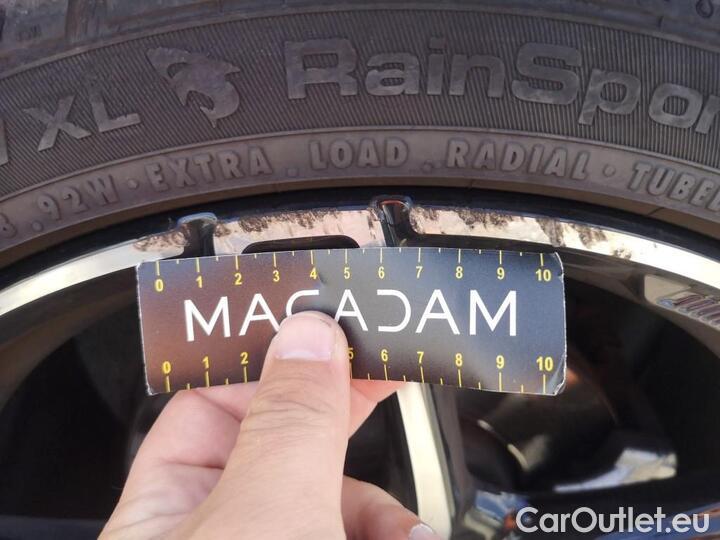 XL RainSpor
.92W · EXTRA . LOAD . RADIAL · TUBEL
0 1 2 3 4 5 6 7 8 9 10
MACADAM
0 1 2 5 6 7 8 9 10
CarOutlet.eu